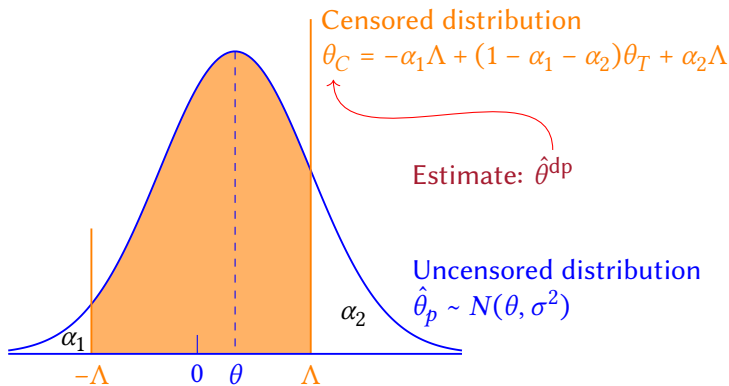 Censored distribution
θ_C = −α₁Λ + (1 − α₁ − α₂)θ_T + α₂Λ
Estimate: θ̂^dp
Uncensored distribution
θ̂_p ~ N(θ, σ²)
α₁
α₂
−Λ 0 θ Λ